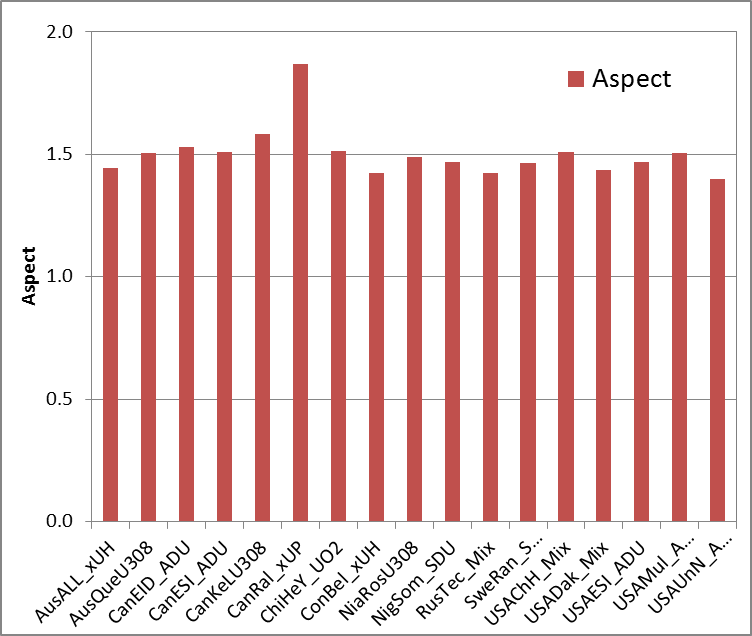 2.0
1.5
1.0
0.5
0.0
Aspect
Aspect
AusALL_xUH
AusQueU308
CanEID_ADU
CanESI_ADU
CanKeLU308
CanRal_xUP
ChiHeY_UO2
ConBel_xUH
NiaRosU308
NigSom_SDU
RusTec_Mix
SweRan_S...
USAChH_Mix
USADak_Mix
USAESI_ADU
USAMul_A...
USAUnN_A...